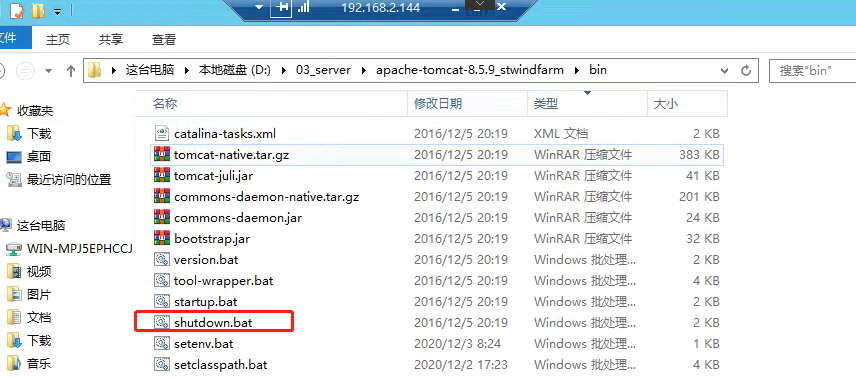 192.168.2.144
件 主页 共享 查看
这台电脑 本地磁盘 (D:) 03_server apache-tomcat-8.5.9_stwindfarm bin 搜索"bin"
名称 修改日期 类型 大小
收藏夹
下载
桌面
最近访问的位置
这台电脑
WIN-MPJ5EPHCCJ
视频
图片
文档
下载
音乐
catalina-tasks.xml 2016/12/5 20:19 XML 文档 2 KB
tomcat-native.tar.gz 2016/12/5 20:19 WinRAR 压缩文件 383 KB
tomcat-juli.jar 2016/12/5 20:19 WinRAR 压缩文件 41 KB
commons-daemon-native.tar.gz 2016/12/5 20:19 WinRAR 压缩文件 201 KB
commons-daemon.jar 2016/12/5 20:19 WinRAR 压缩文件 24 KB
bootstrap.jar 2016/12/5 20:19 WinRAR 压缩文件 32 KB
version.bat 2016/12/5 20:19 Windows 批处理... 2 KB
tool-wrapper.bat 2016/12/5 20:19 Windows 批处理... 4 KB
startup.bat 2016/12/5 20:19 Windows 批处理... 2 KB
shutdown.bat 2016/12/5 20:19 Windows 批处理... 2 KB
setenv.bat 2020/12/3 8:24 Windows 批处理... 1 KB
setclasspath.bat 2020/12/2 17:23 Windows 批处理... 4 KB